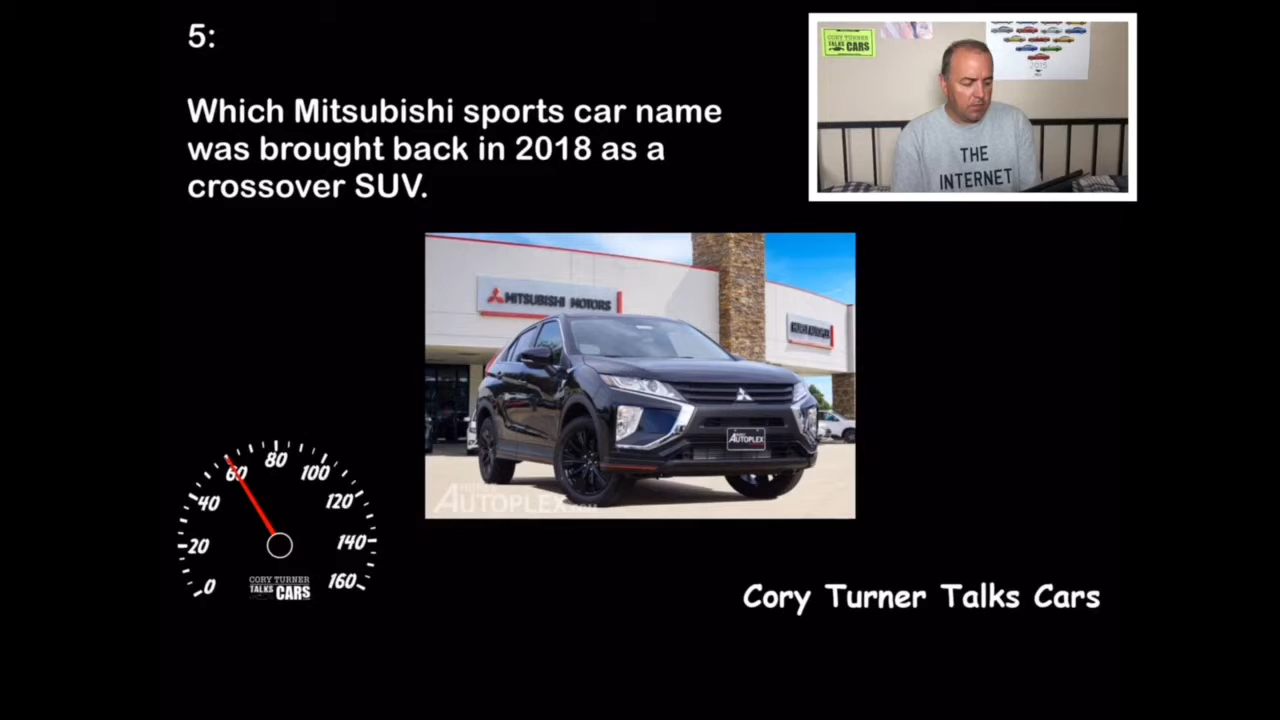 5:
Which Mitsubishi sports car name
was brought back in 2018 as a
crossover SUV.
CORY TURNER
TALKS CARS
2015
THE
INTERNET
MITSUBISHI MOTORS
AUTOPLEX
AUTOPLEX.COM
0
20
40
60
80
100
120
140
160
CORY TURNER
TALKS CARS
Cory Turner Talks Cars